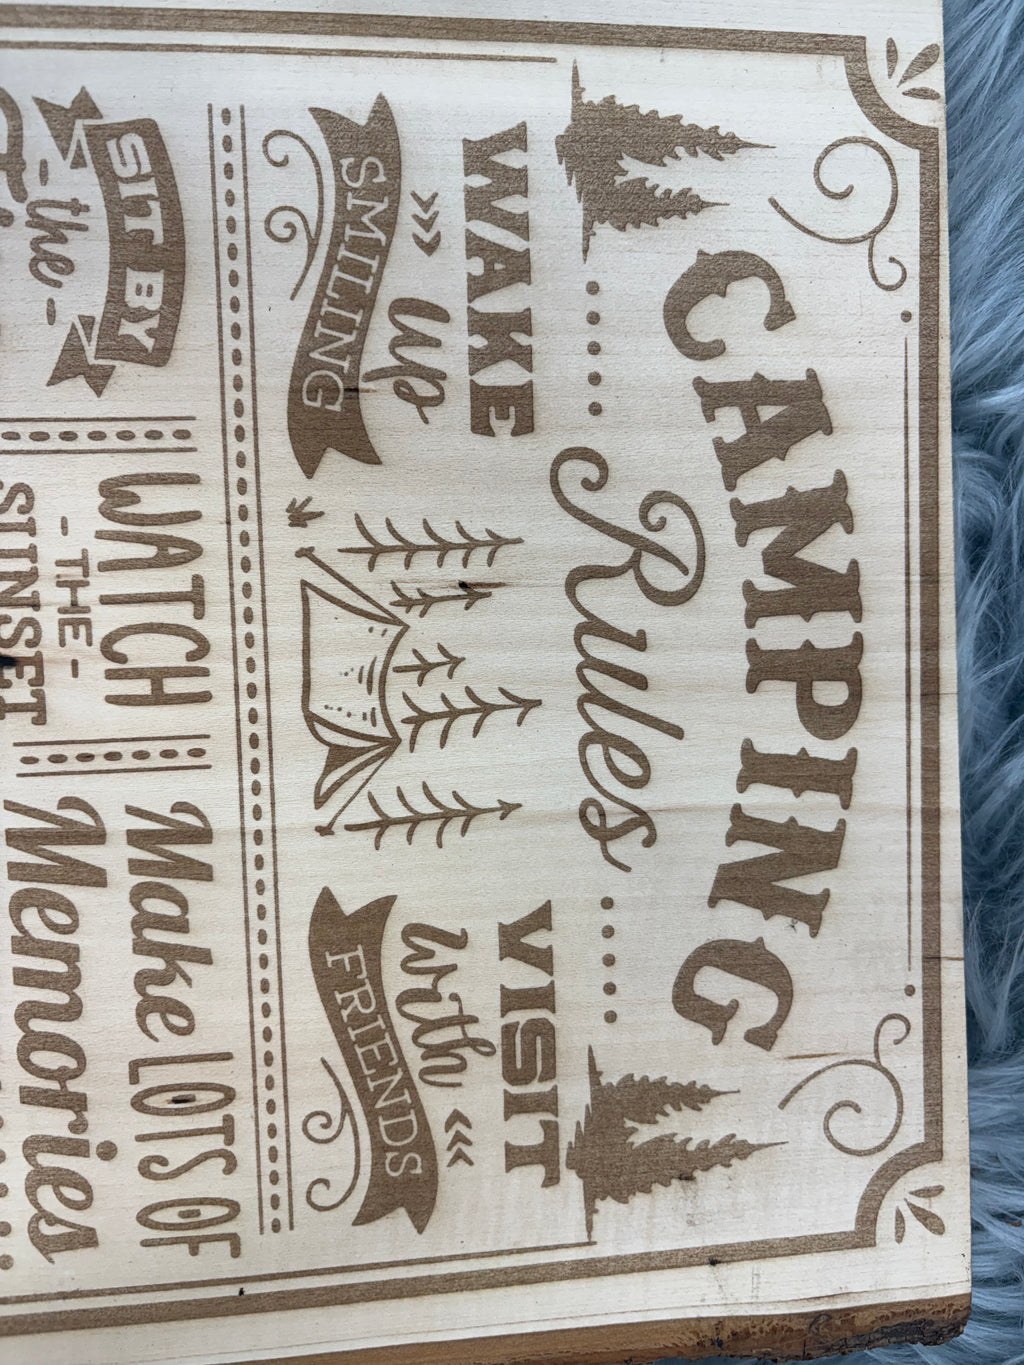 CAMPING
Rules
WAKE
up
SMILING
VISIT
with
FRIENDS
SIT BY
- the -
WATCH
- THE -
SUNSET
Make LOTS OF
Memories